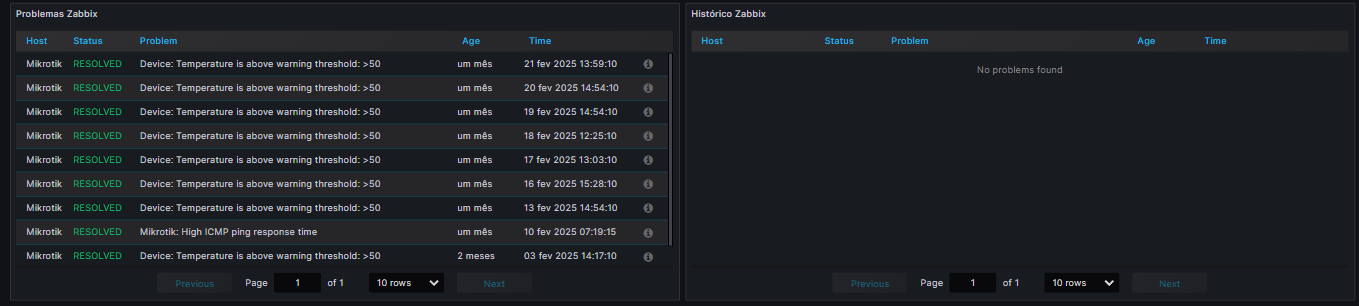 Problemas Zabbix
Host Status Problem Age Time
Mikrotik RESOLVED Device: Temperature is above warning threshold: >50 um mês 21 fev 2025 13:59:10
Mikrotik RESOLVED Device: Temperature is above warning threshold: >50 um mês 20 fev 2025 14:54:10
Mikrotik RESOLVED Device: Temperature is above warning threshold: >50 um mês 19 fev 2025 14:54:10
Mikrotik RESOLVED Device: Temperature is above warning threshold: >50 um mês 18 fev 2025 12:25:10
Mikrotik RESOLVED Device: Temperature is above warning threshold: >50 um mês 17 fev 2025 13:03:10
Mikrotik RESOLVED Device: Temperature is above warning threshold: >50 um mês 16 fev 2025 15:28:10
Mikrotik RESOLVED Device: Temperature is above warning threshold: >50 um mês 13 fev 2025 14:54:10
Mikrotik RESOLVED Mikrotik: High ICMP ping response time um mês 10 fev 2025 07:19:15
Mikrotik RESOLVED Device: Temperature is above warning threshold: >50 2 meses 03 fev 2025 14:17:10
Previous Page 1 of 1 10 rows Next
Histórico Zabbix
Host Status Problem Age Time
No problems found
Previous Page 1 of 1 10 rows Next